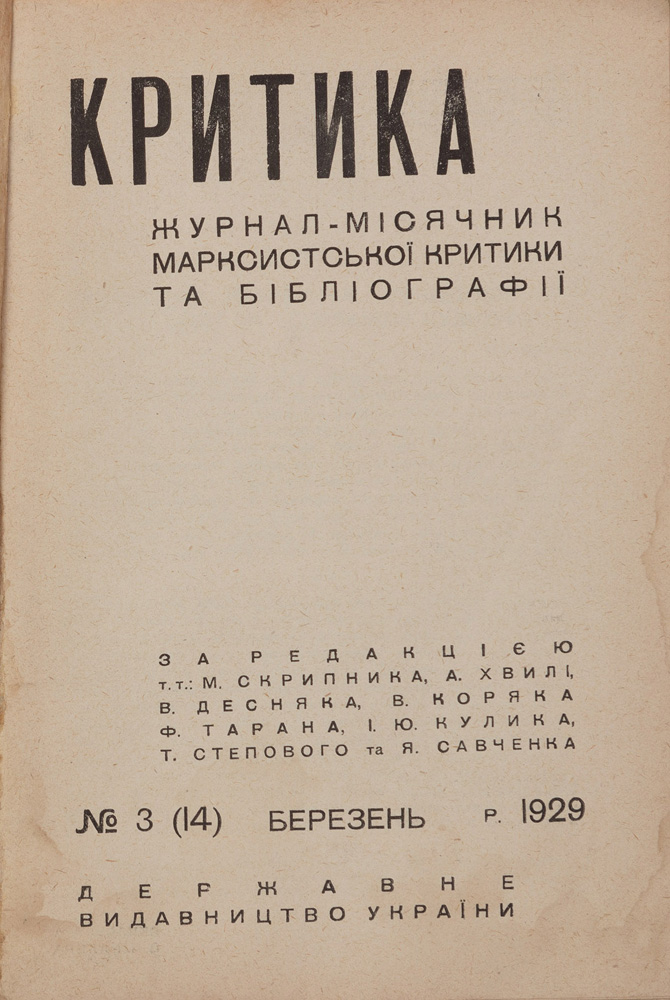 КРИТИКА
ЖУРНАЛ-МІСЯЧНИК
МАРКСИСТСЬКОЇ КРИТИКИ
ТА БІБЛІОГРАФІЇ
ЗА РЕДАКЦІЄЮ
т.т.: М. СКРИПНИКА, А. ХВИЛІ,
В. ДЕСНЯКА, В. КОРЯКА
Ф. ТАРАНА, І. Ю. КУЛИКА,
Т. СТЕПОВОГО та Я. САВЧЕНКА
№ 3 (14) БЕРЕЗЕНЬ Р. 1929
ДЕРЖАВНЕ
ВИДАВНИЦТВО УКРАЇНИ